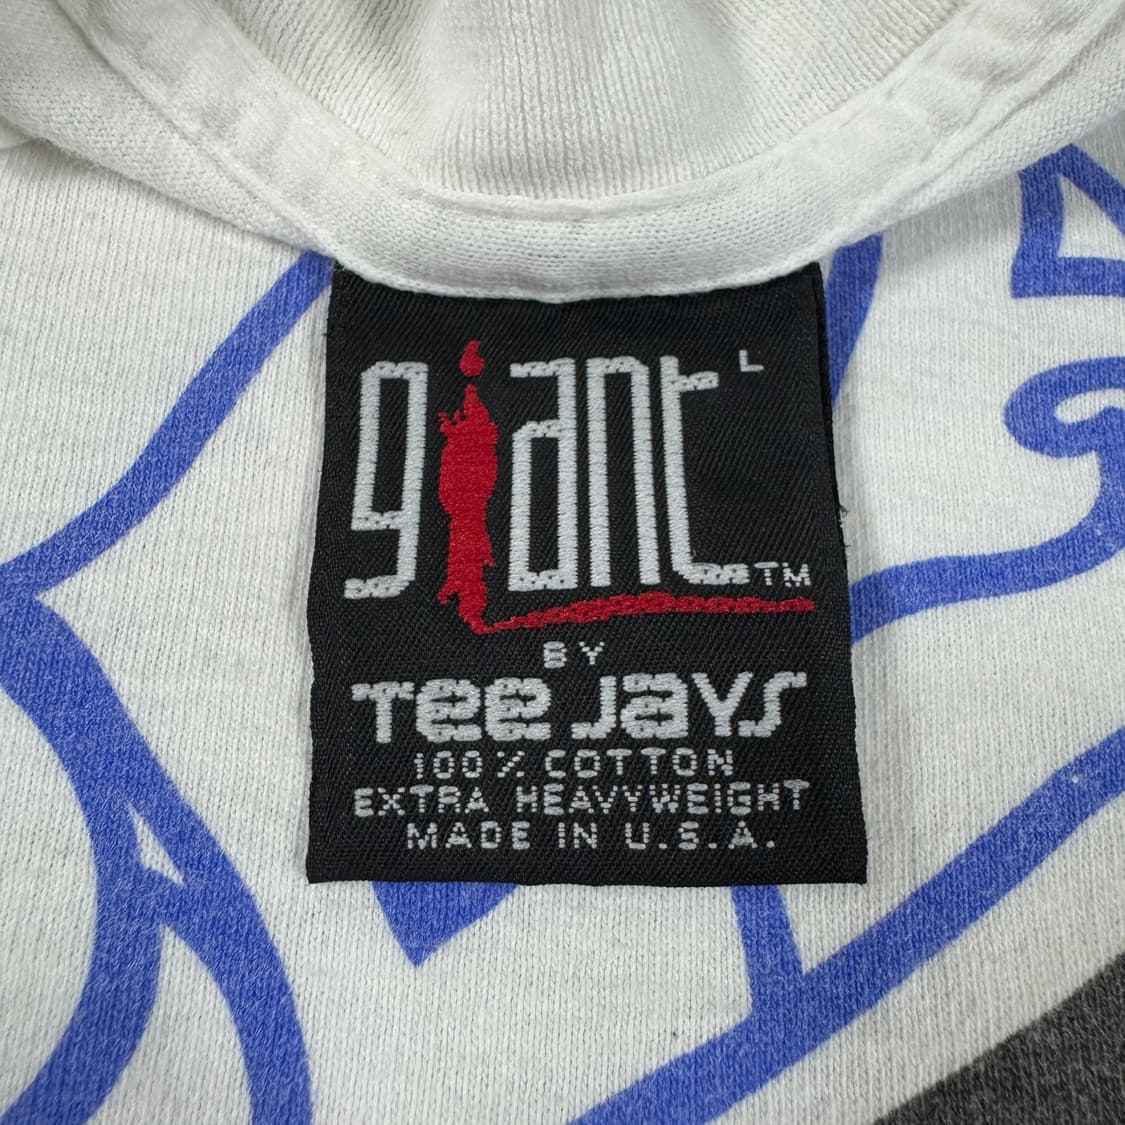 giant L
TM
BY
Tee Jays
100% COTTON
EXTRA HEAVYWEIGHT
MADE IN U.S.A.